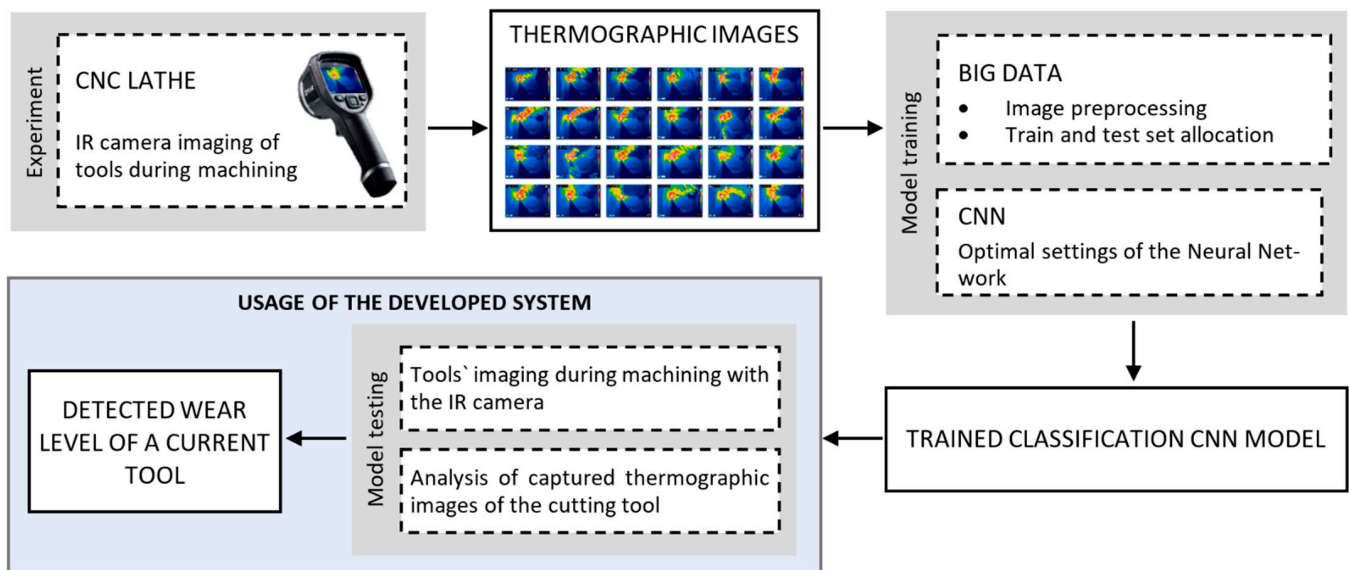 Experiment
CNC LATHE
IR camera imaging of
tools during machining
THERMOGRAPHIC IMAGES
Model training
BIG DATA
• Image preprocessing
• Train and test set allocation
CNN
Optimal settings of the Neural Net-
work
TRAINED CLASSIFICATION CNN MODEL
USAGE OF THE DEVELOPED SYSTEM
Model testing
Tools` imaging during machining with
the IR camera
Analysis of captured thermographic
images of the cutting tool
DETECTED WEAR
LEVEL OF A CURRENT
TOOL